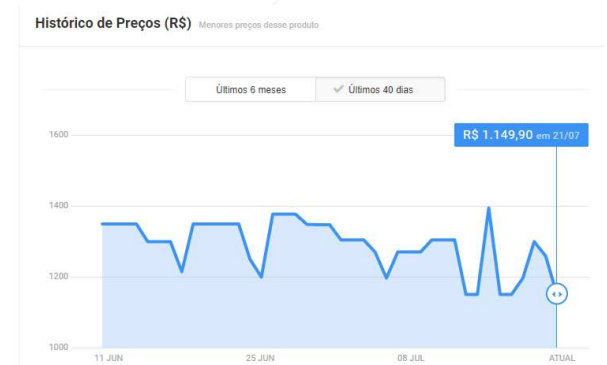 Histórico de Preços (R$) Menores preços desse produto
Últimos 6 meses
Últimos 40 dias
R$ 1.149,90 em 21/07
1600
1400
1200
1000
11 JUN
25 JUN
08 JUL
ATUAL